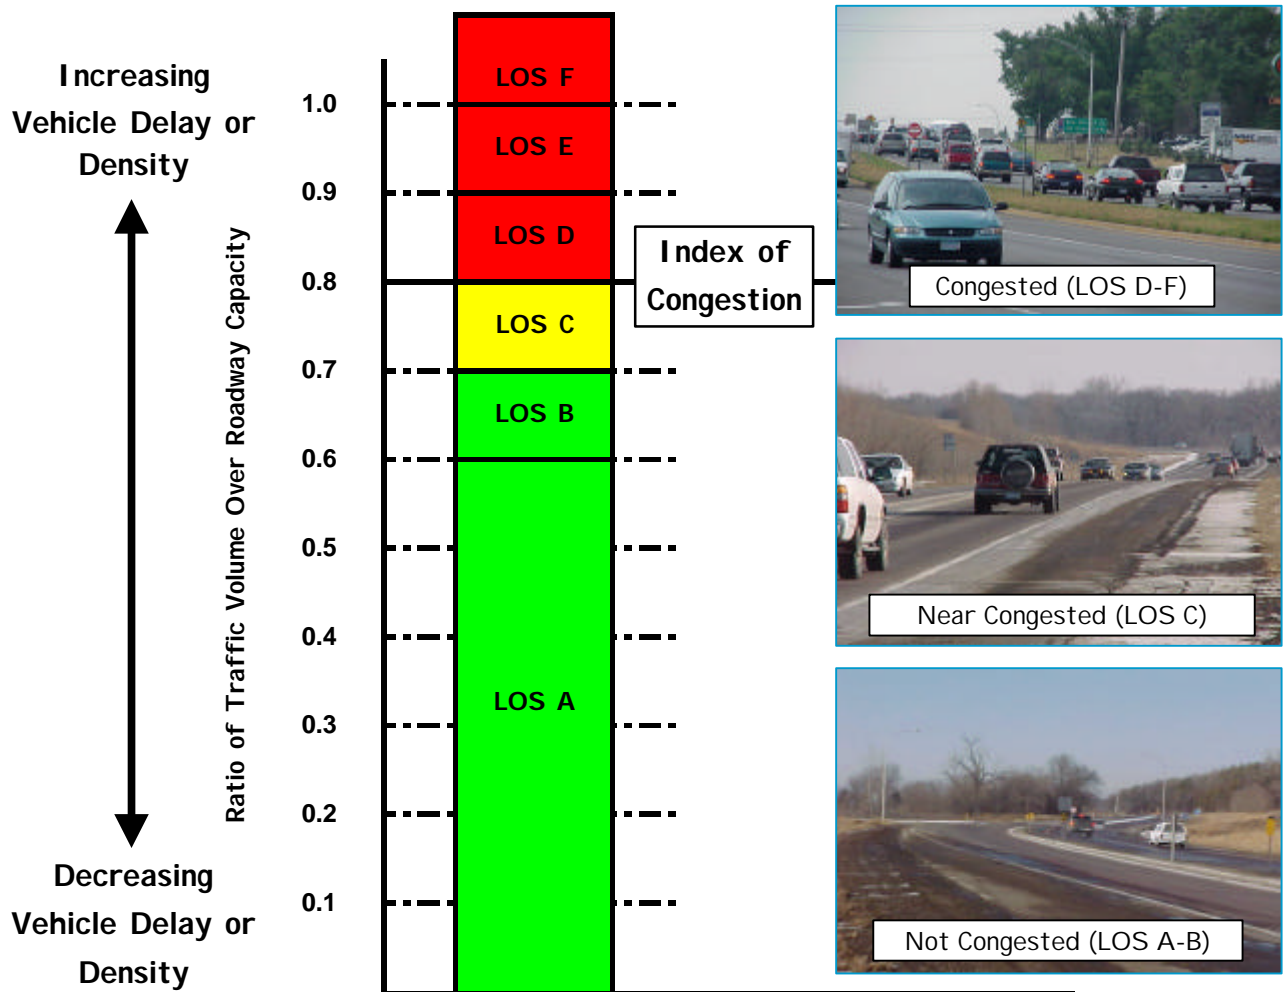 Increasing
Vehicle Delay or
Density
Decreasing
Vehicle Delay or
Density
Ratio of Traffic Volume Over Roadway Capacity
1.0
0.9
0.8
0.7
0.6
0.5
0.4
0.3
0.2
0.1
LOS F
LOS E
LOS D
LOS C
LOS B
LOS A
Index of
Congestion
Congested (LOS D-F)
Near Congested (LOS C)
Not Congested (LOS A-B)